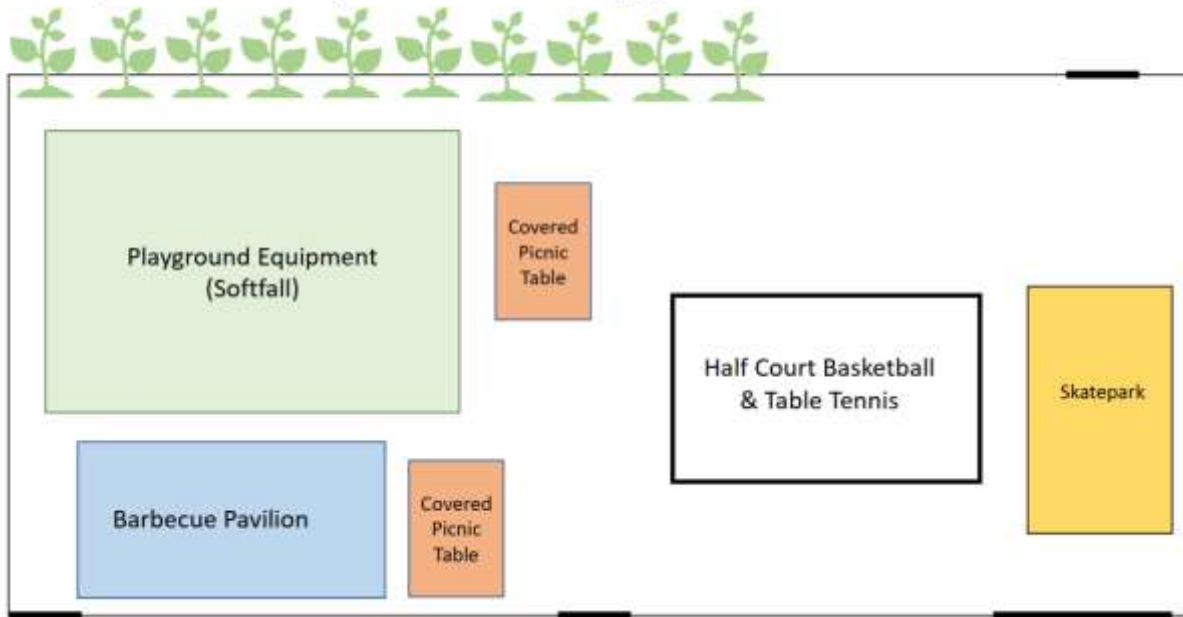 Playground Equipment
(Softfall)
Covered
Picnic
Table
Half Court Basketball
& Table Tennis
Skatepark
Barbecue Pavilion
Covered
Picnic
Table